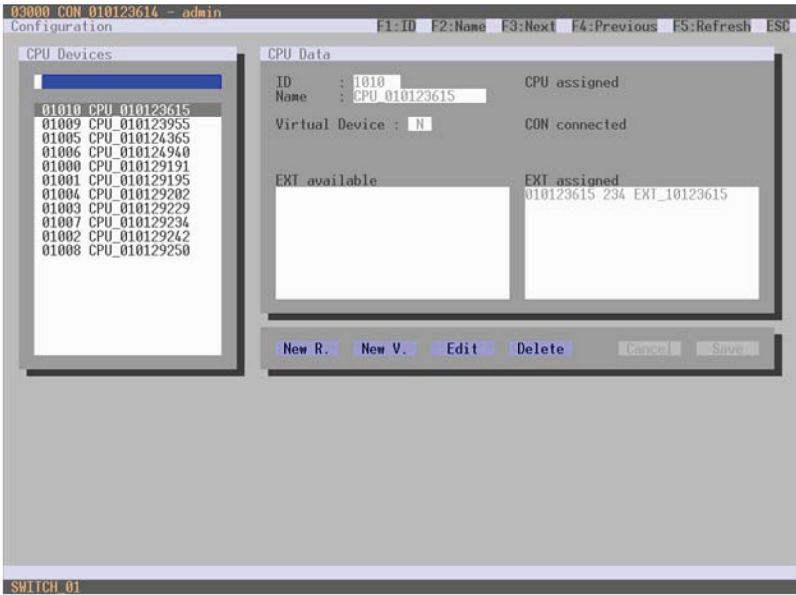 03000 CON 010123614 - admin
Configuration F1:ID F2:Name F3:Next F4:Previous F5:Refresh ESC
CPU Devices
01010 CPU_010123615
01009 CPU_010123955
01005 CPU_010124365
01006 CPU_010124940
01000 CPU_010129191
01001 CPU_010129195
01004 CPU_010129202
01003 CPU_010129229
01007 CPU_010129234
01002 CPU_010129242
01008 CPU_010129250
CPU Data
ID : 1010 CPU assigned
Name : CPU_010123615
Virtual Device : N CON connected
EXT available EXT assigned
010123615 234 EXT_10123615
New R. New V. Edit Delete Cancel Save
SWITCH_01